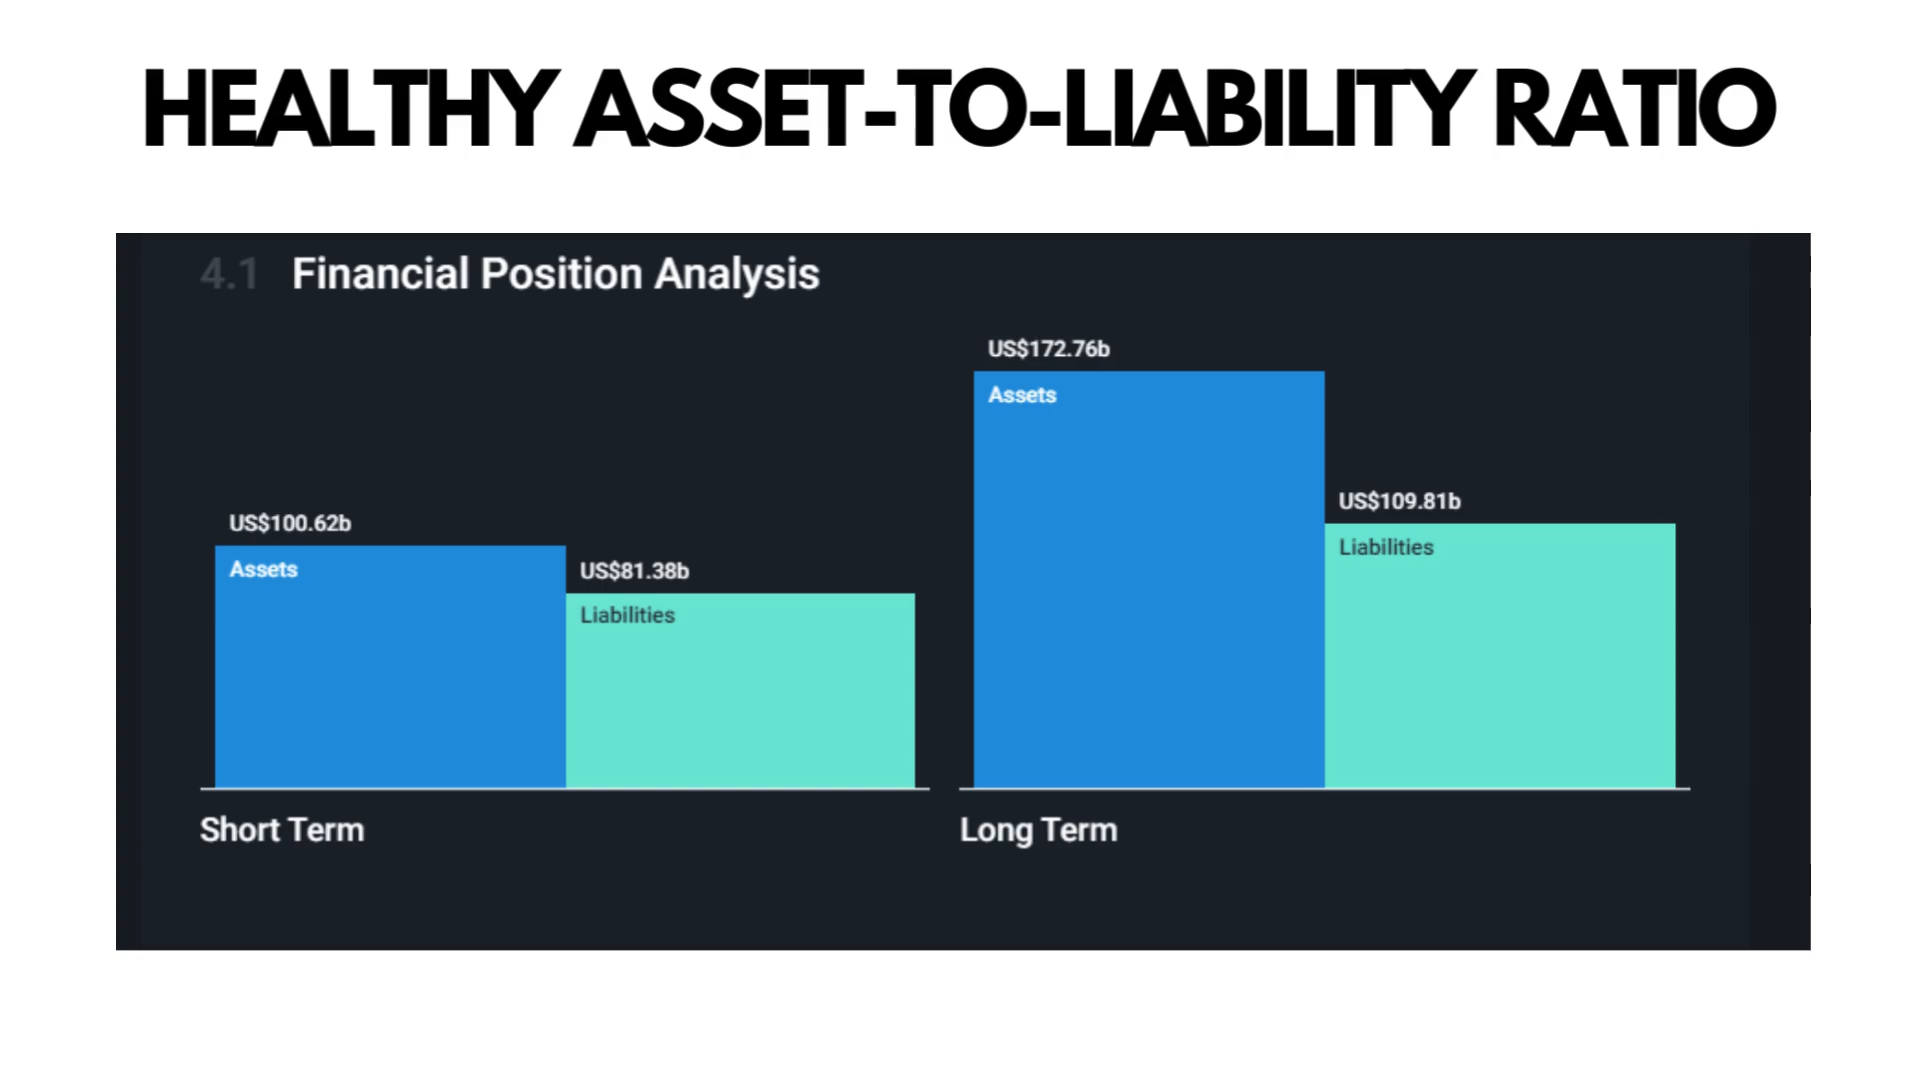 HEALTHY ASSET-TO-LIABILITY RATIO
4.1 Financial Position Analysis
US$100.62b
Assets
US$81.38b
Liabilities
Short Term
US$172.76b
Assets
US$109.81b
Liabilities
Long Term